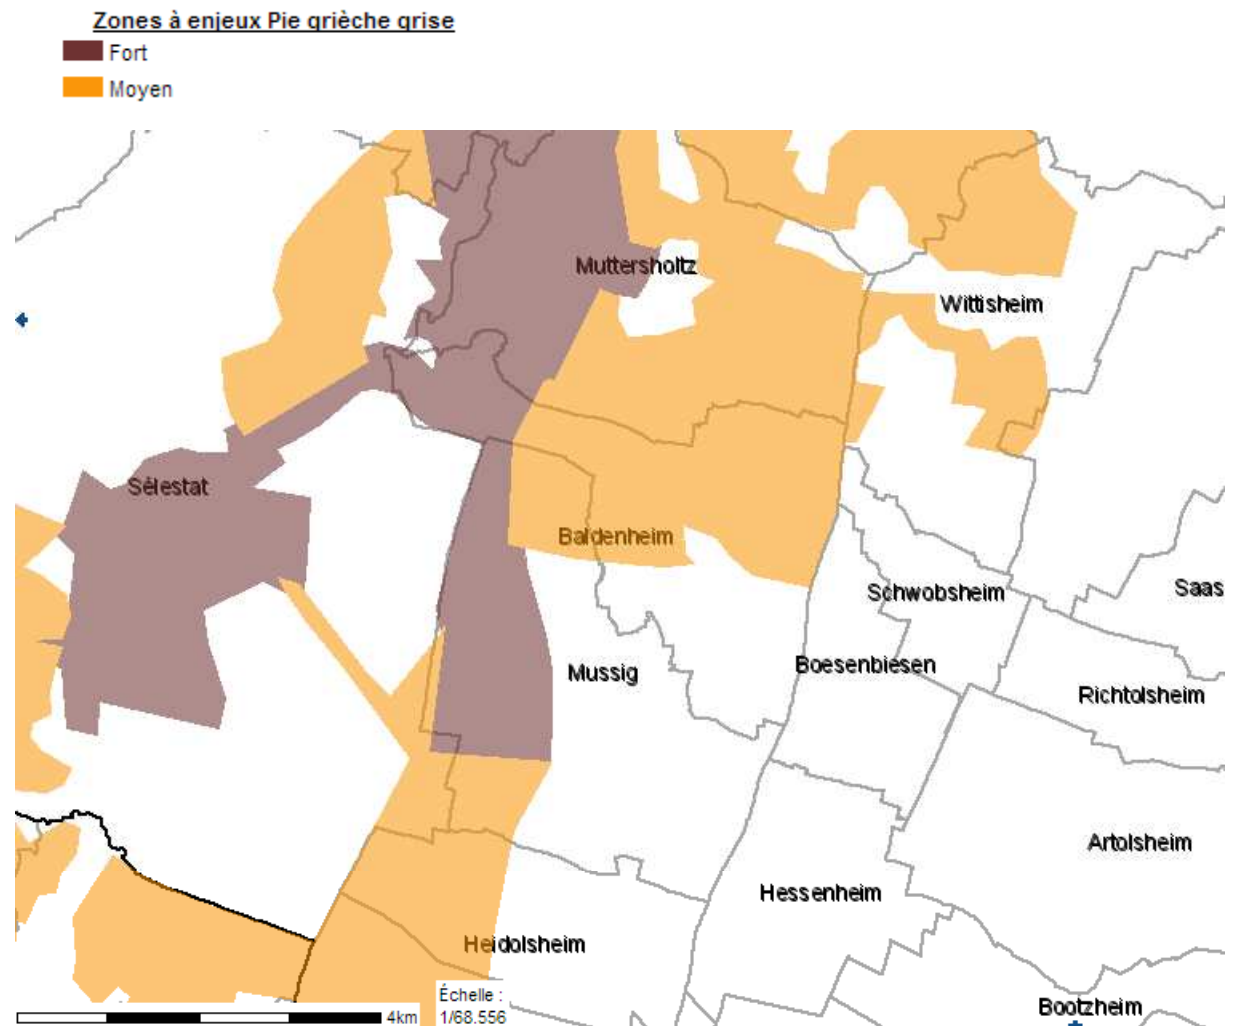 Zones à enjeux Pie grièche grise
Fort
Moyen
Muttersholtz
Wittisheim
Sélestat
Baldenheim
Schwobsheim
Saas
Mussig
Boesenbiesen
Richtolsheim
Artolsheim
Hessenheim
Heidolsheim
Bootzheim
Échelle :
4km
1/68.556